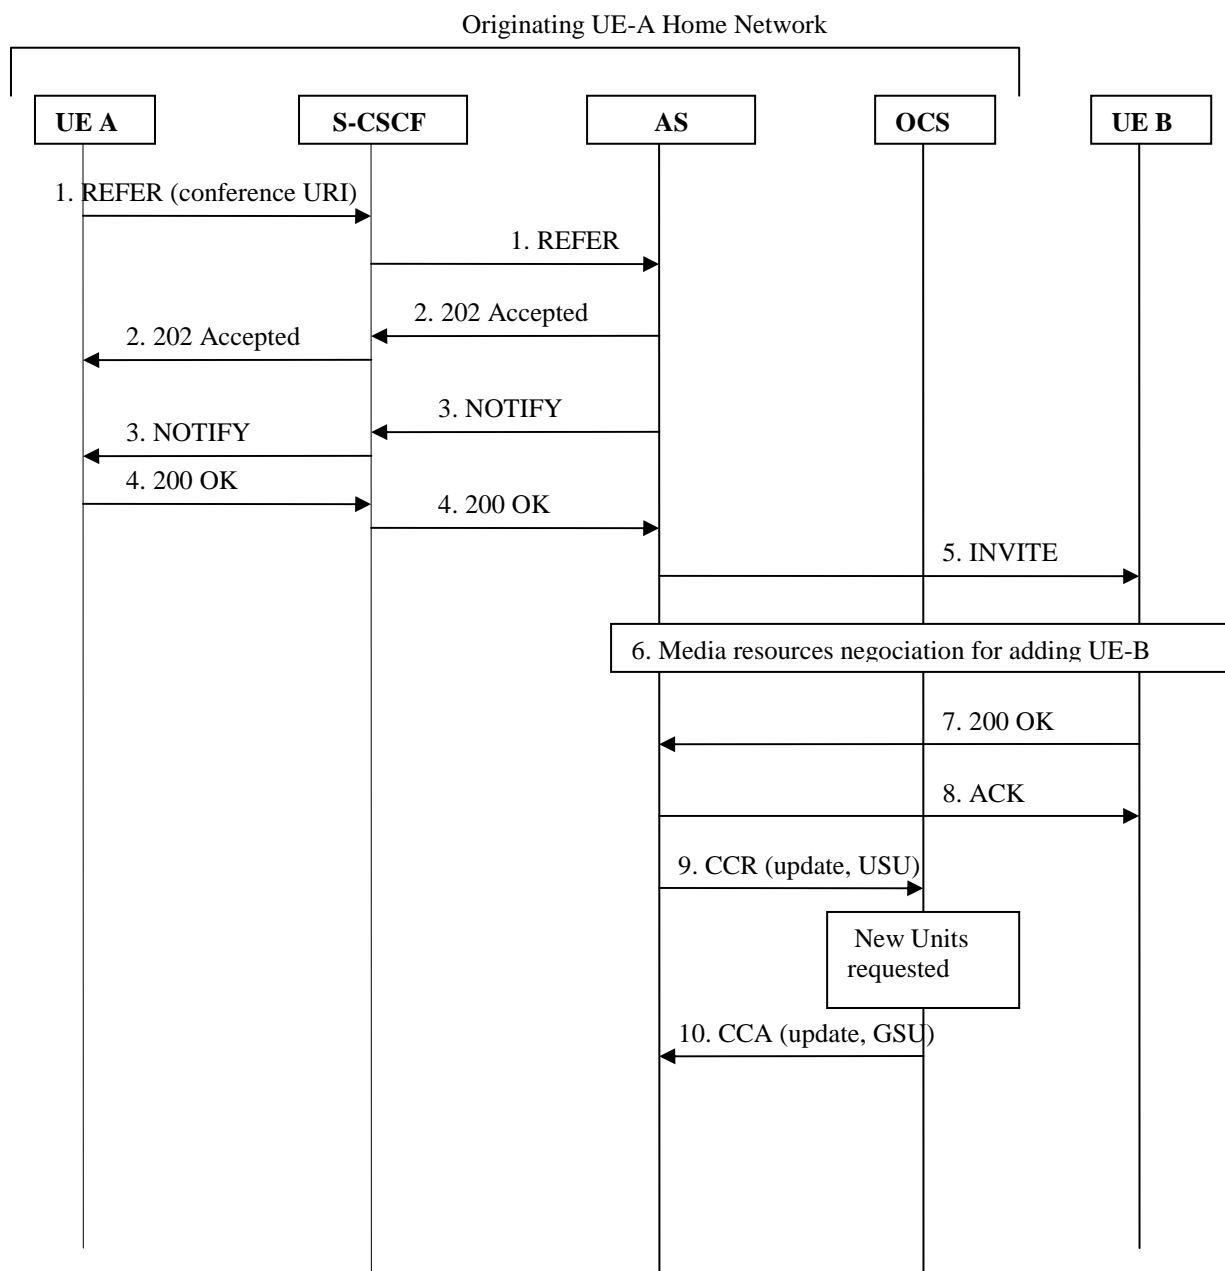 Originating UE-A Home Network
UE A
S-CSCF
AS
OCS
UE B
1. REFER (conference URI)
1. REFER
2. 202 Accepted
2. 202 Accepted
3. NOTIFY
3. NOTIFY
4. 200 OK
4. 200 OK
5. INVITE
6. Media resources negociation for adding UE-B
7. 200 OK
8. ACK
9. CCR (update, USU)
New Units
requested
10. CCA (update, GSU)